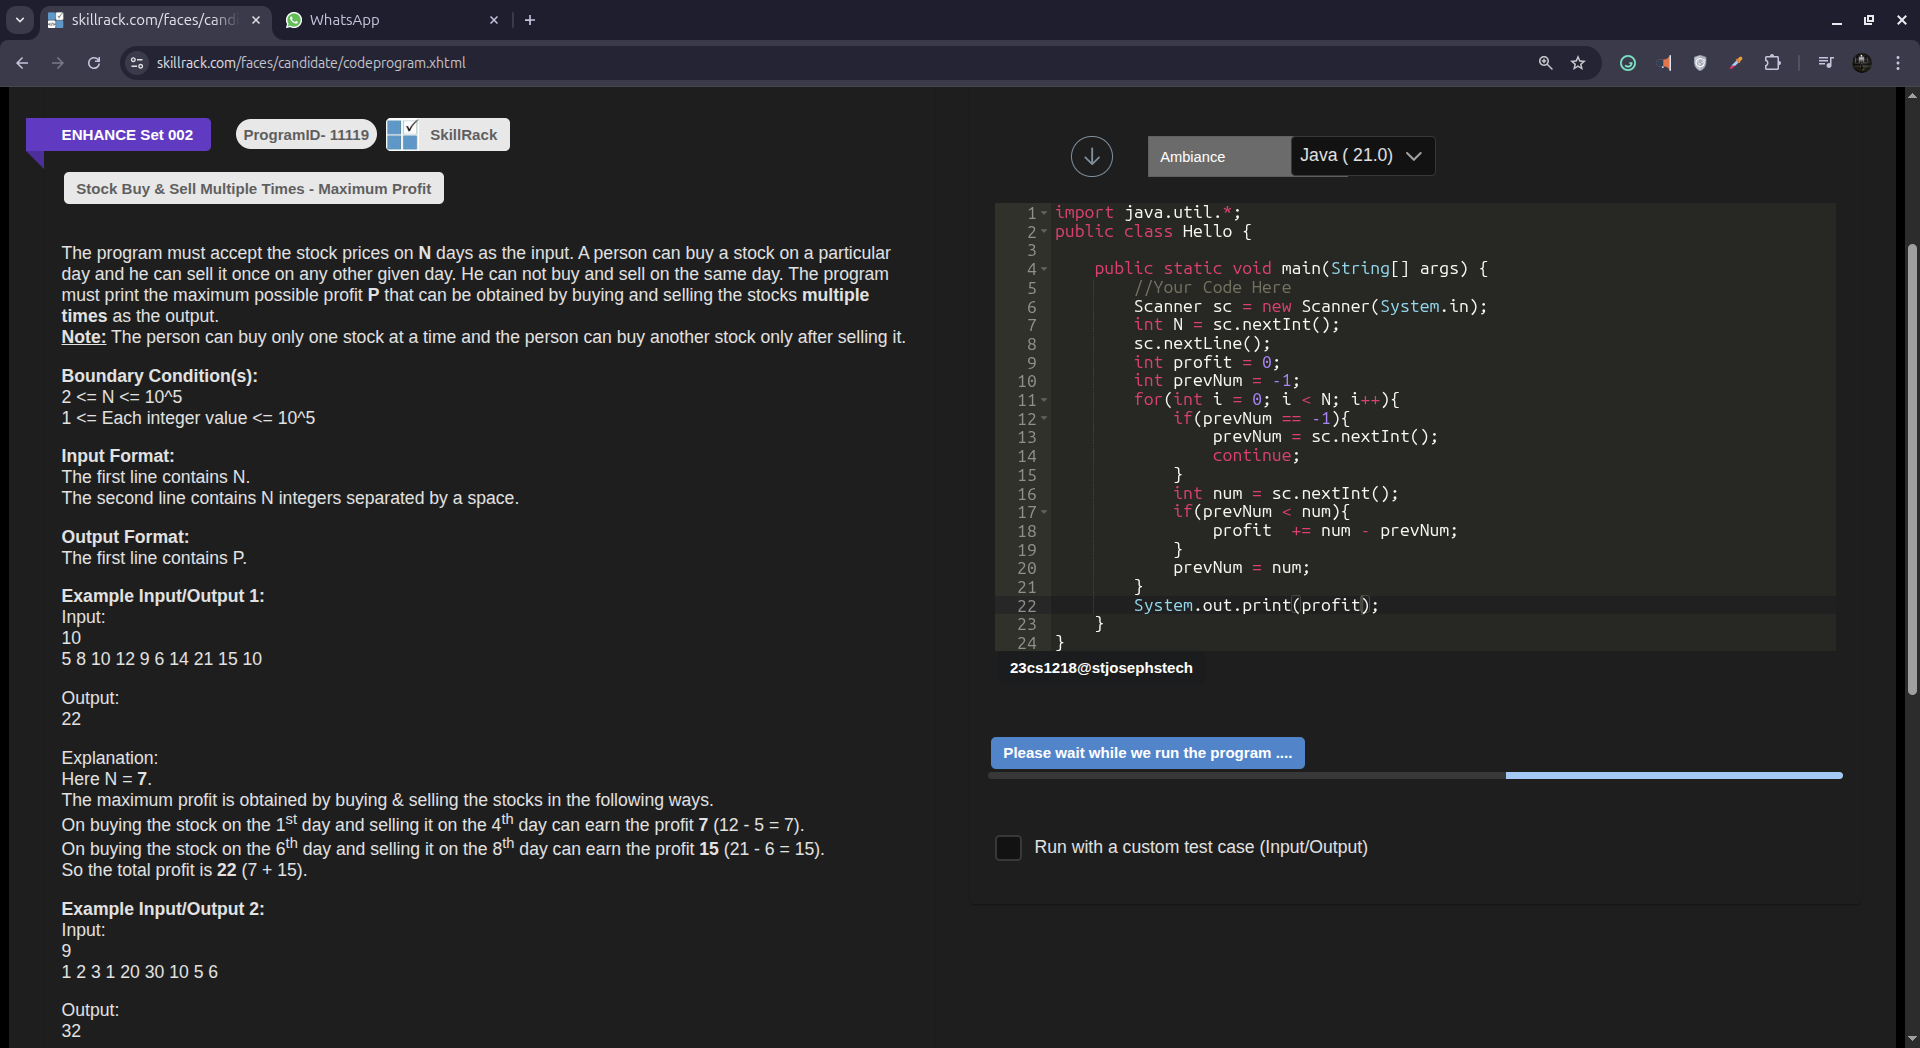 skillrack.com/faces/candi
WhatsApp
skillrack.com/faces/candidate/codeprogram.xhtml
ENHANCE Set 002
ProgramID- 11119
SkillRack
Stock Buy & Sell Multiple Times - Maximum Profit
The program must accept the stock prices on N days as the input. A person can buy a stock on a particular
day and he can sell it once on any other given day. He can not buy and sell on the same day. The program
must print the maximum possible profit P that can be obtained by buying and selling the stocks multiple
times as the output.
Note: The person can buy only one stock at a time and the person can buy another stock only after selling it.
Boundary Condition(s):
2 <= N <= 10^5
1 <= Each integer value <= 10^5
Input Format:
The first line contains N.
The second line contains N integers separated by a space.
Output Format:
The first line contains P.
Example Input/Output 1:
Input:
10
5 8 10 12 9 6 14 21 15 10
Output:
22
Explanation:
Here N = 7.
The maximum profit is obtained by buying & selling the stocks in the following ways.
On buying the stock on the 1st day and selling it on the 4th day can earn the profit 7 (12 - 5 = 7).
On buying the stock on the 6th day and selling it on the 8th day can earn the profit 15 (21 - 6 = 15).
So the total profit is 22 (7 + 15).
Example Input/Output 2:
Input:
9
1 2 3 1 20 30 10 5 6
Output:
32
Ambiance
Java ( 21.0)
1 import java.util.*;
2 public class Hello {
3
4     public static void main(String[] args) {
5         //Your Code Here
6         Scanner sc = new Scanner(System.in);
7         int N = sc.nextInt();
8         sc.nextLine();
9         int profit = 0;
10         int prevNum = -1;
11         for(int i = 0; i < N; i++){
12             if(prevNum == -1){
13                 prevNum = sc.nextInt();
14                 continue;
15             }
16             int num = sc.nextInt();
17             if(prevNum < num){
18                 profit  += num - prevNum;
19             }
20             prevNum = num;
21         }
22         System.out.print(profit);
23     }
24 }
23cs1218@stjosephstech
Please wait while we run the program ....
Run with a custom test case (Input/Output)